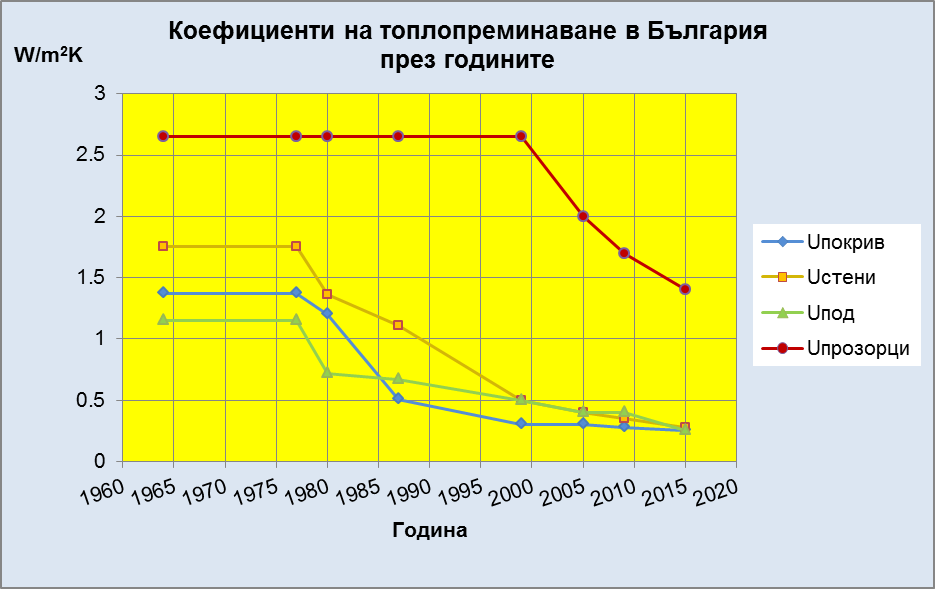 Коефициенти на топлопреминаване в България
през годините
W/m²K
3
2.5
2
1.5
1
0.5
0
1960 1965 1970 1975 1980 1985 1990 1995 2000 2005 2010 2015 2020
Година
Uпокрив
Uстени
Uпод
Uпрозорци